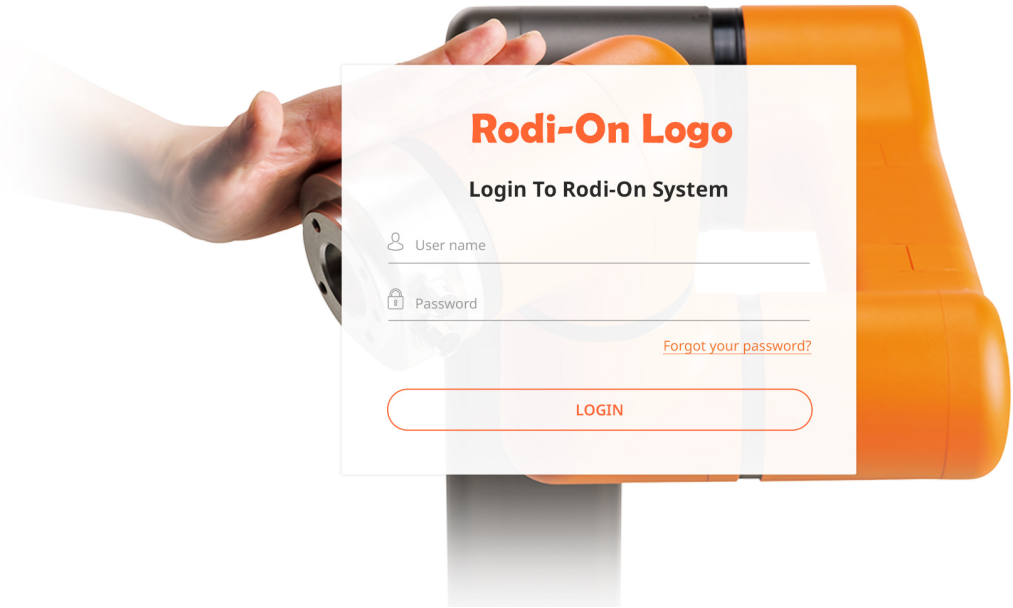 Rodi-On Logo
Login To Rodi-On System
User name
Password
Forgot your password?
LOGIN